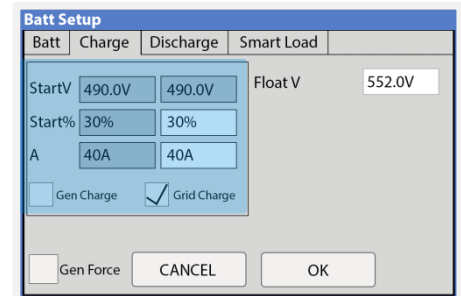 Batt Setup
Batt Charge Discharge Smart Load
StartV 490.0V 490.0V Float V 552.0V
Start% 30% 30%
A 40A 40A
Gen Charge Grid Charge
Gen Force CANCEL OK